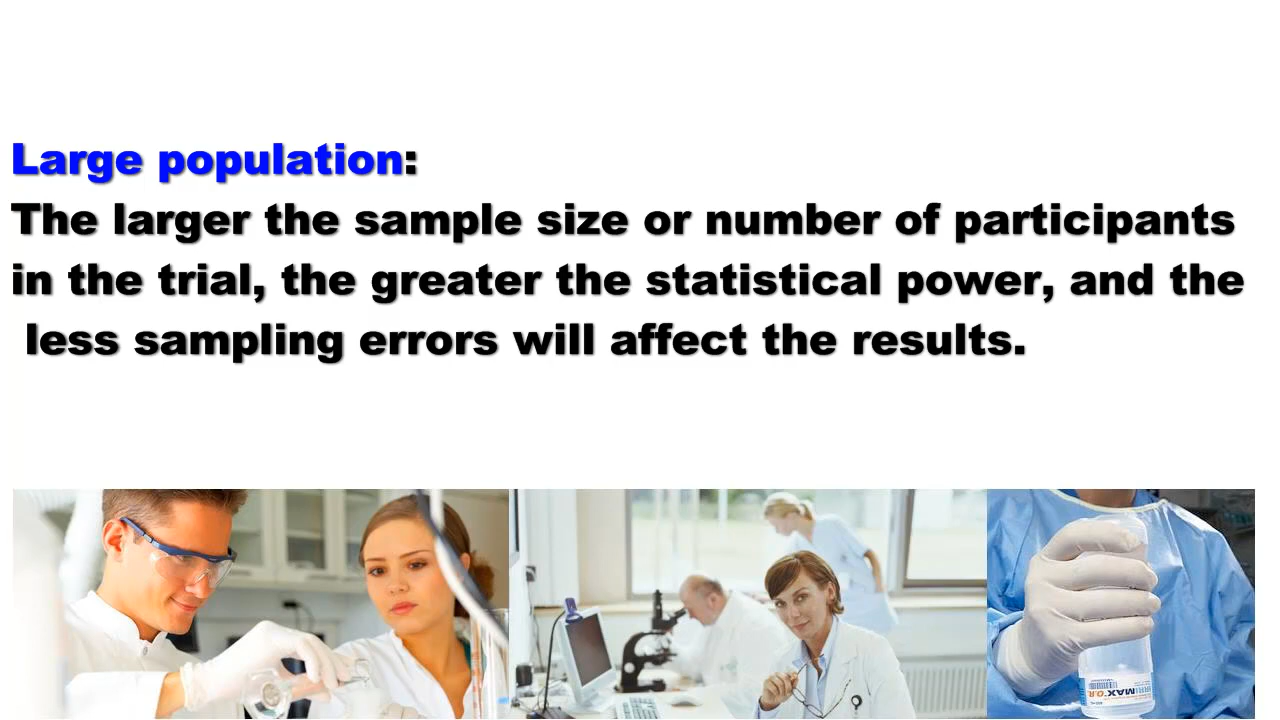 Large population:
The larger the sample size or number of participants
in the trial, the greater the statistical power, and the
less sampling errors will affect the results.
MAX O.R.